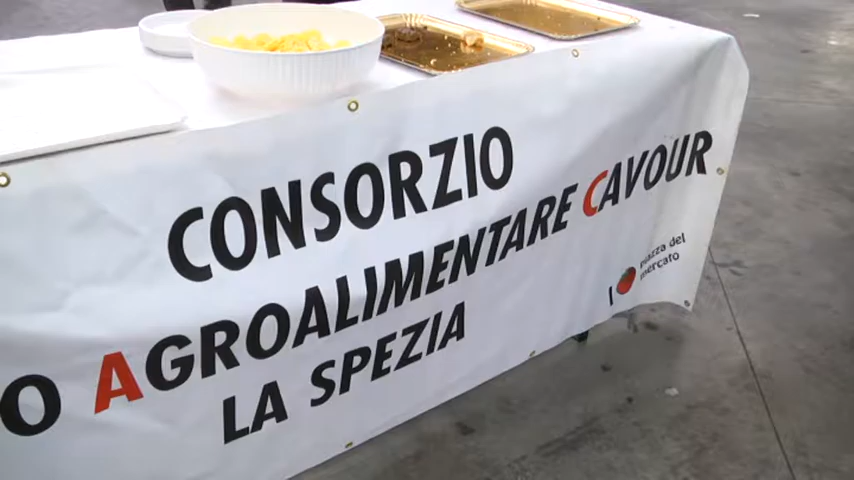 CONSORZIO
O AGROALIMENTARE CAVOUR
LA SPEZIA
I
piazza del
mercato